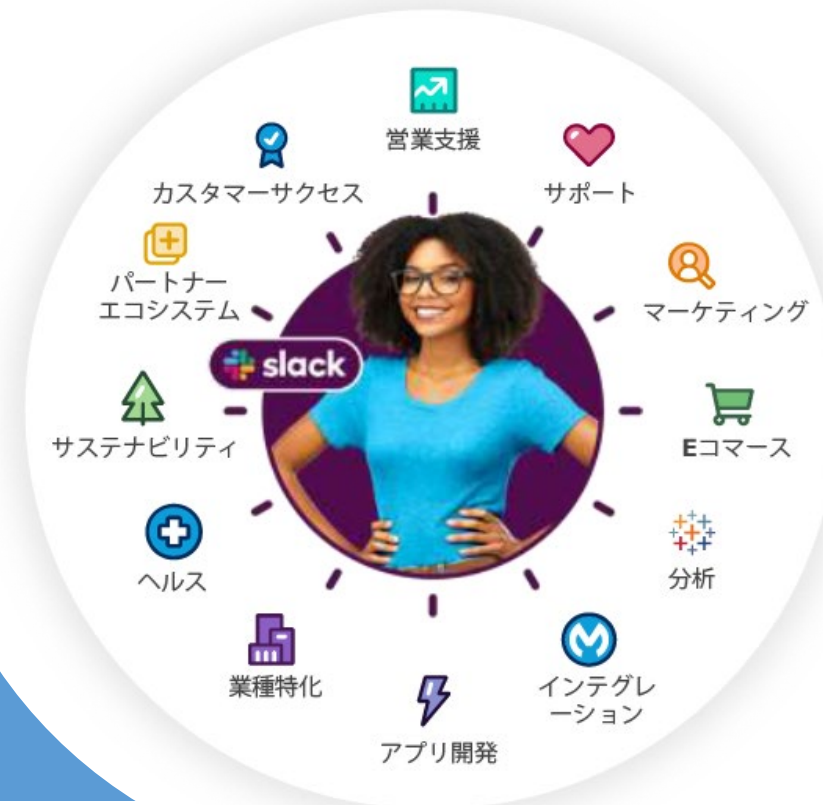 営業支援
サポート
マーケティング
Eコマース
分析
インテグレ
ーション
アプリ開発
業種特化
ヘルス
サステナビリティ
パートナー
エコシステム
カスタマーサクセス
slack